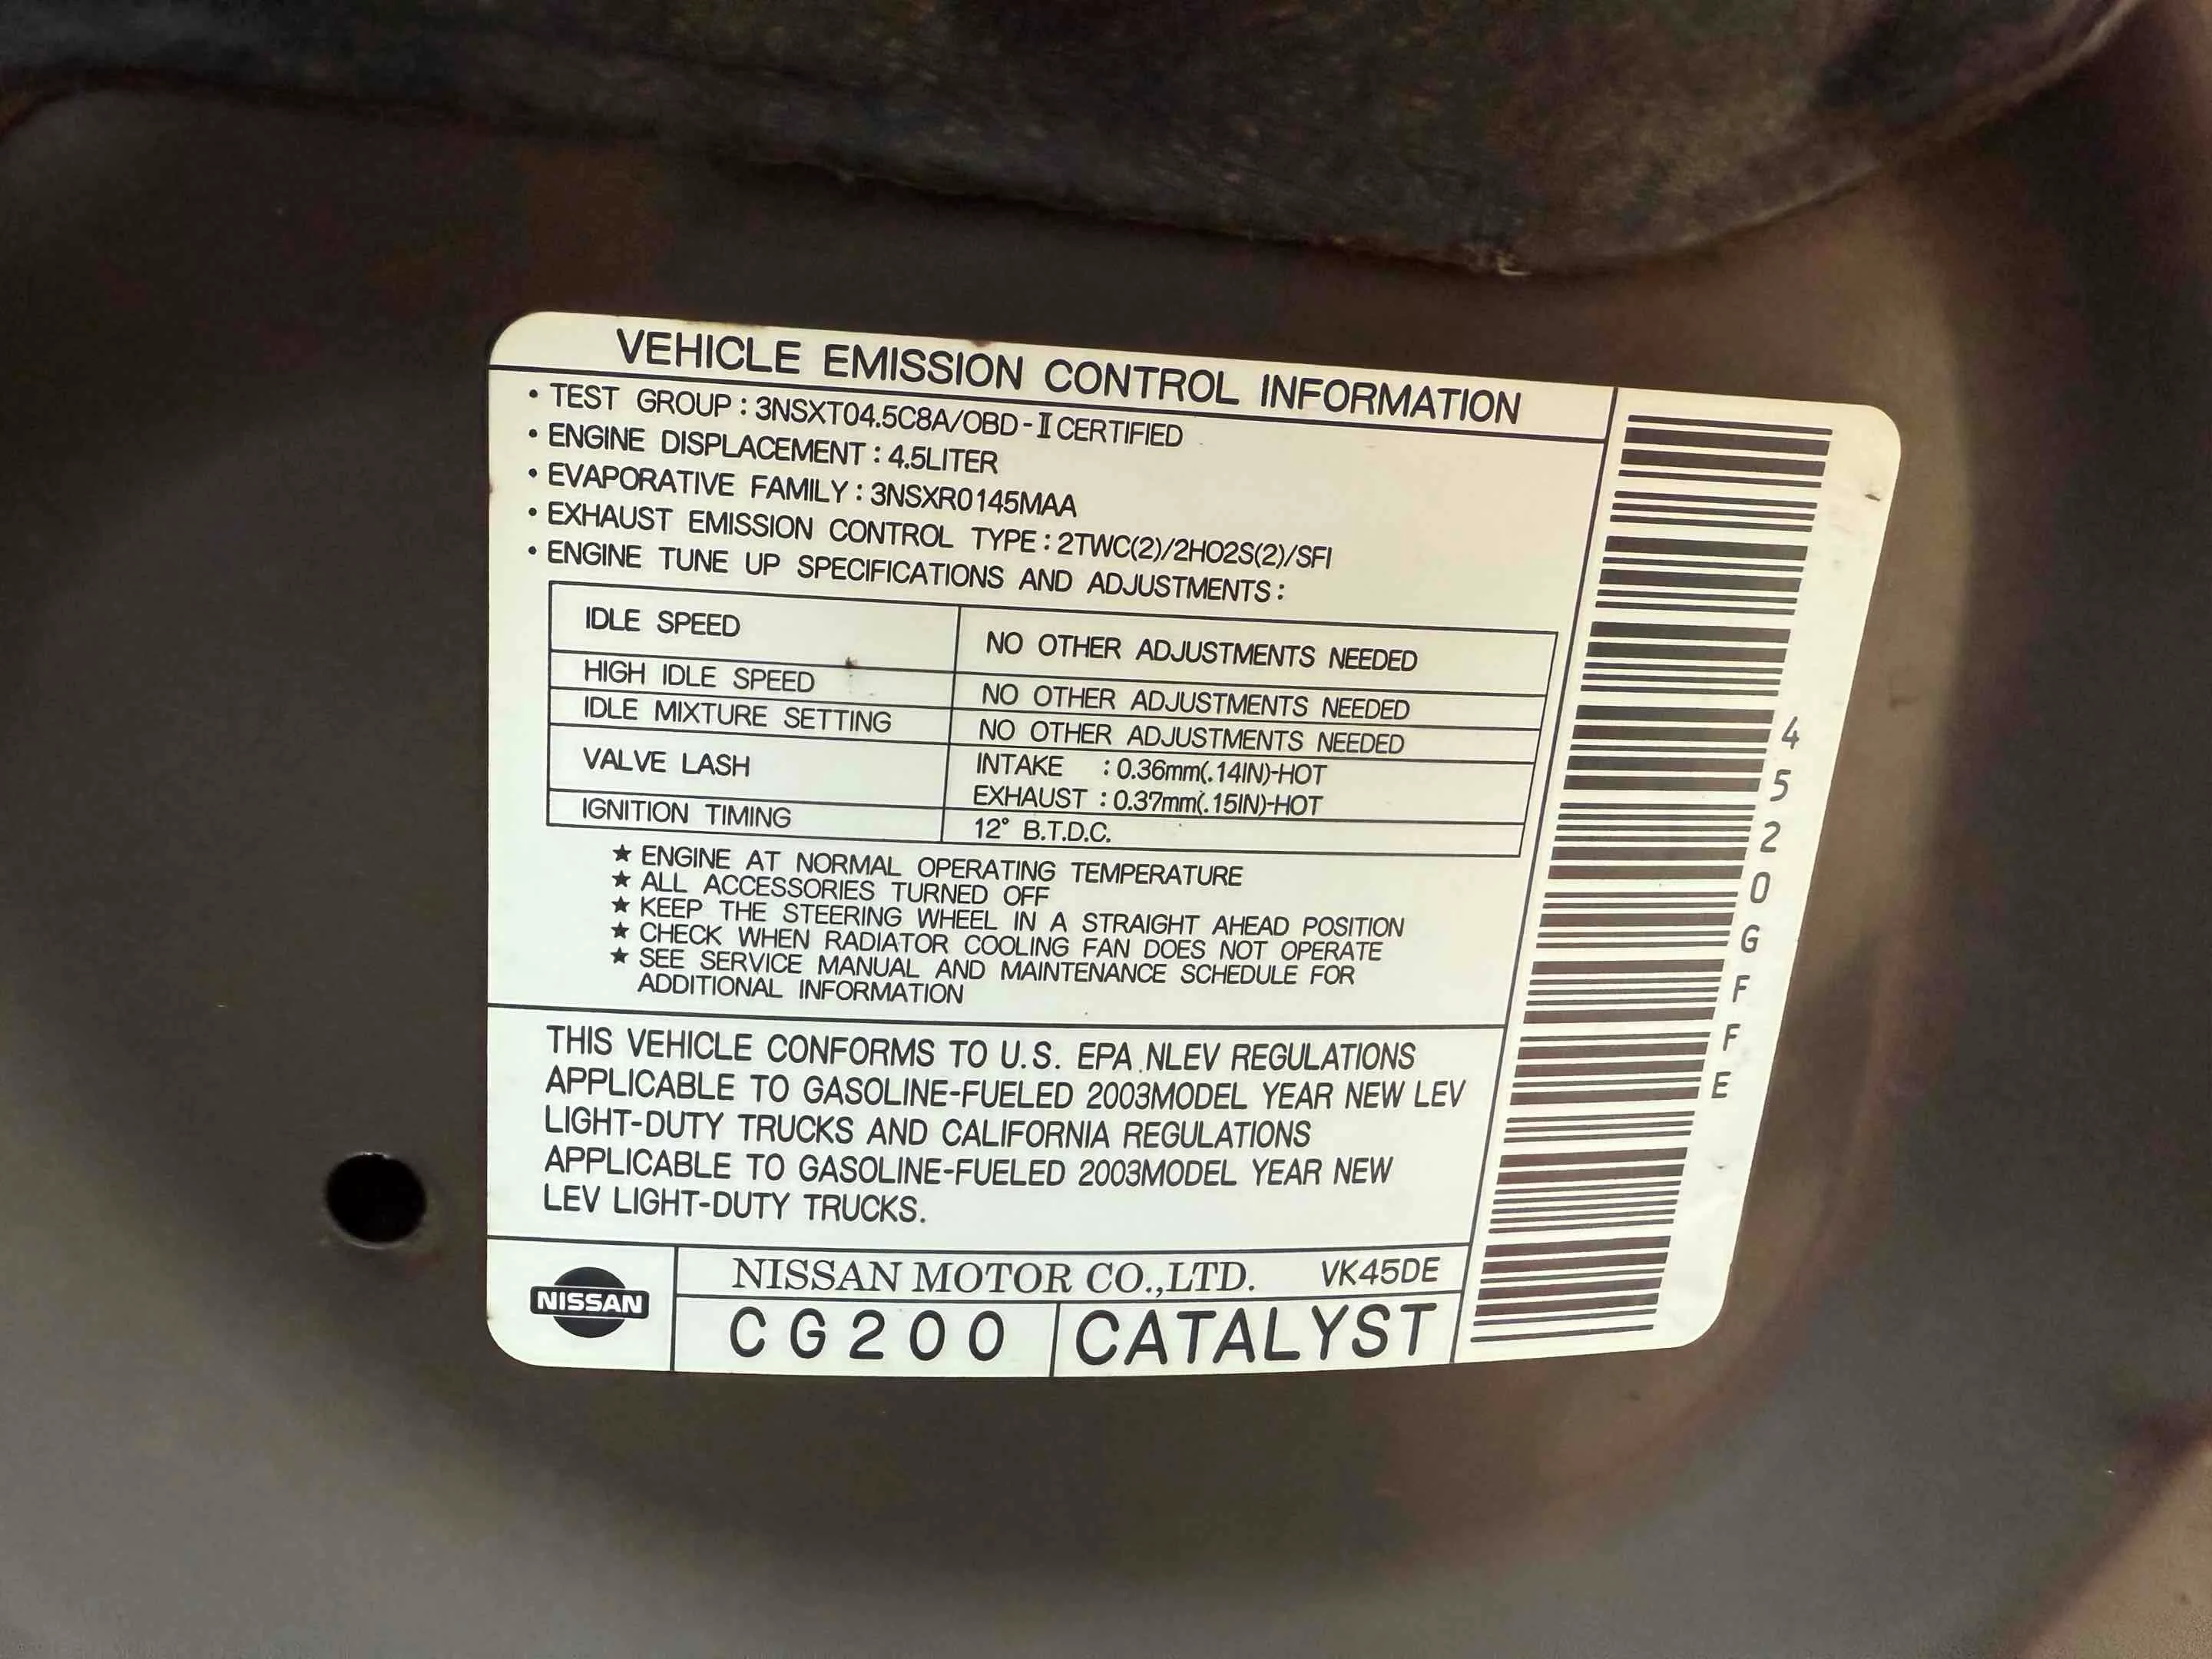 VEHICLE EMISSION CONTROL INFORMATION
• TEST GROUP : 3NSXT04.5C8A/OBD-Ⅱ CERTIFIED
• ENGINE DISPLACEMENT : 4.5LITER
• EVAPORATIVE FAMILY : 3NSXR0145MAA
• EXHAUST EMISSION CONTROL TYPE : 2TWC(2)/2HO2S(2)/SFI
• ENGINE TUNE UP SPECIFICATIONS AND ADJUSTMENTS :
IDLE SPEED NO OTHER ADJUSTMENTS NEEDED
HIGH IDLE SPEED NO OTHER ADJUSTMENTS NEEDED
IDLE MIXTURE SETTING NO OTHER ADJUSTMENTS NEEDED
VALVE LASH INTAKE : 0.36mm(.14IN)-HOT
EXHAUST : 0.37mm(.15IN)-HOT
IGNITION TIMING 12° B.T.D.C.
★ ENGINE AT NORMAL OPERATING TEMPERATURE
★ ALL ACCESSORIES TURNED OFF
★ KEEP THE STEERING WHEEL IN A STRAIGHT AHEAD POSITION
★ CHECK WHEN RADIATOR COOLING FAN DOES NOT OPERATE
★ SEE SERVICE MANUAL AND MAINTENANCE SCHEDULE FOR
ADDITIONAL INFORMATION
THIS VEHICLE CONFORMS TO U.S. EPA NLEV REGULATIONS
APPLICABLE TO GASOLINE-FUELED 2003MODEL YEAR NEW LEV
LIGHT-DUTY TRUCKS AND CALIFORNIA REGULATIONS
APPLICABLE TO GASOLINE-FUELED 2003MODEL YEAR NEW
LEV LIGHT-DUTY TRUCKS.
NISSAN
NISSAN MOTOR CO.,LTD. VK45DE
CG200 CATALYST
4520GFFE